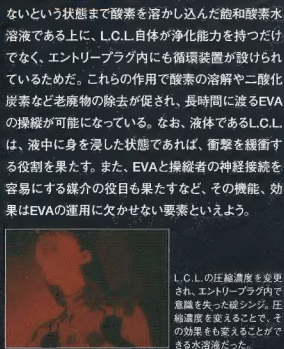 ないという状態まで酸素を溶かし込んだ飽和酸素水
溶液である上に、L.C.L.自体が浄化能力を持つだけ
でなく、エントリープラグ内にも循環装置が設けられ
ているためだ。これらの作用で酸素の溶解や二酸化
炭素など老廃物の除去が促され、長時間に渡るEVA
の操縦が可能になっている。なお、液体であるL.C.L.
は、液中に身を浸した状態であれば、衝撃を緩衝す
る役割を果たす。また、EVAと操縦者の神経接続を
容易にする媒介の役目も果たすなど、その機能、効
果はEVAの運用に欠かせない要素といえよう。
L.C.L.の圧縮濃度を変更
され、エントリープラグ内で
意識を失った碇シンジ。圧
縮濃度を変えることで、そ
の効果をも変えることがで
きる水溶液だった。